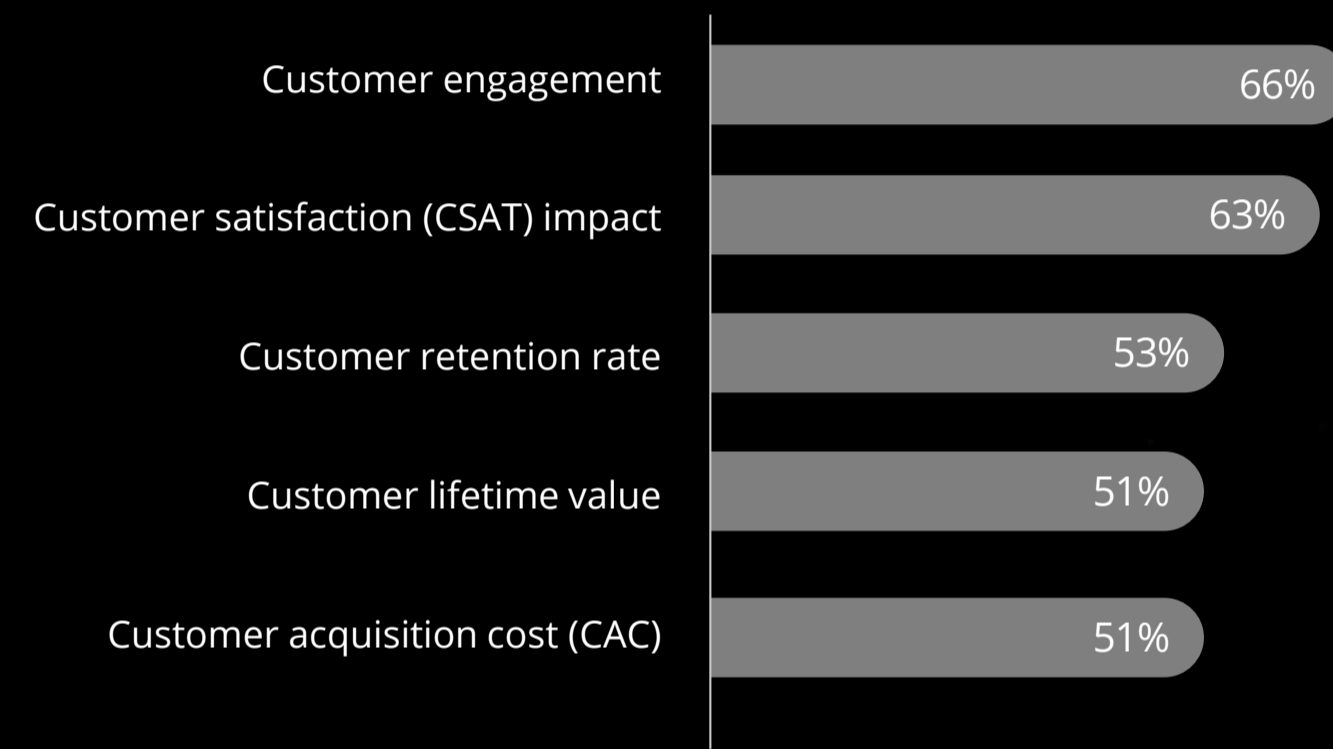 Customer engagement 66%
Customer satisfaction (CSAT) impact 63%
Customer retention rate 53%
Customer lifetime value 51%
Customer acquisition cost (CAC) 51%